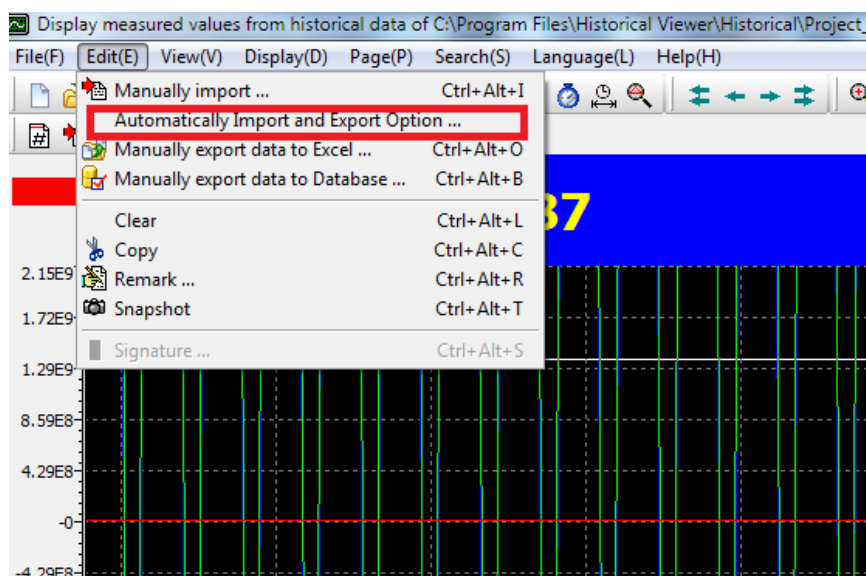 Display measured values from historical data of C:\Program Files\Historical Viewer\Historical\Project_
File(F) Edit(E) View(V) Display(D) Page(P) Search(S) Language(L) Help(H)
Manually import ... Ctrl+Alt+I
Automatically Import and Export Option ...
Manually export data to Excel ... Ctrl+Alt+O
Manually export data to Database ... Ctrl+Alt+B
Clear Ctrl+Alt+L
Copy Ctrl+Alt+C
Remark ... Ctrl+Alt+R
Snapshot Ctrl+Alt+T
Signature ... Ctrl+Alt+S
37
2.15E9
1.72E9
1.29E9
8.59E8
4.29E8
-0
-4.29E8